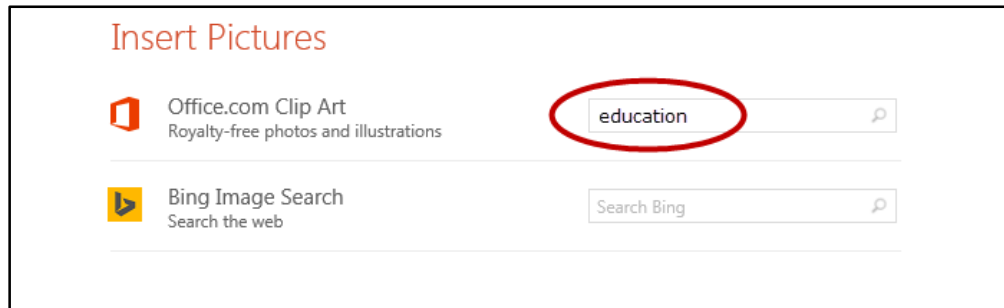 Insert Pictures
Office.com Clip Art
Royalty-free photos and illustrations
education
Bing Image Search
Search the web
Search Bing